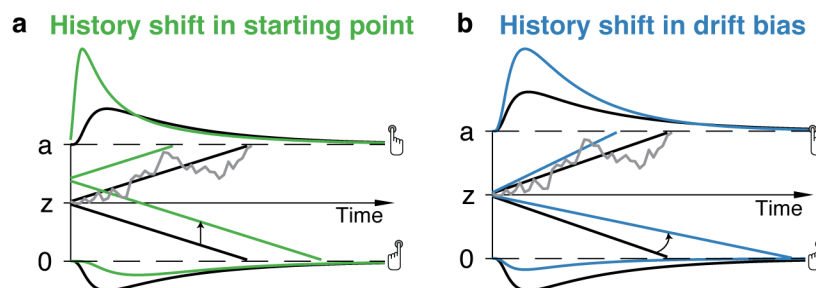 a History shift in starting point
a
z
Time
0
b History shift in drift bias
a
z
Time
0